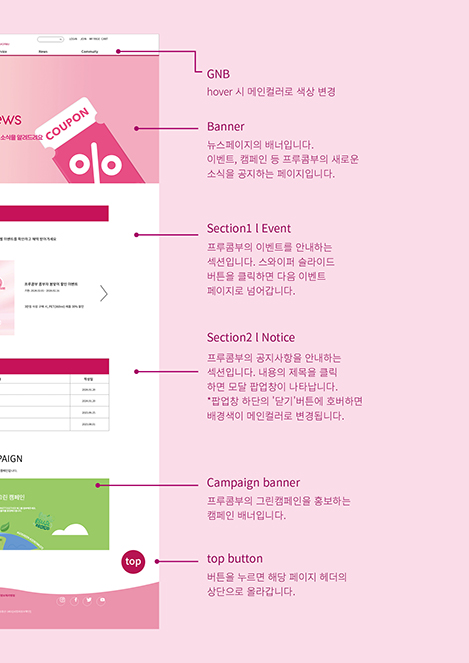 LOGIN JOIN MY PAGE CART
News
Community
GNB
hover 시 메인컬러로 색상 변경
ews
소식을 알려드려요
COUPON
%
Banner
뉴스페이지의 배너입니다.
이벤트, 캠페인 등 프루콤부의 새로운
소식을 공지하는 페이지입니다.
Section1 l Event
프루콤부의 이벤트를 안내하는
섹션입니다. 스와이퍼 슬라이드
버튼을 클릭하면 다음 이벤트
페이지로 넘어갑니다.
Section2 l Notice
프루콤부의 공지사항을 안내하는
섹션입니다. 내용의 제목을 클릭
하면 모달 팝업창이 나타납니다.
*팝업창 하단의 '닫기'버튼에 호버하면
배경색이 메인컬러로 변경됩니다.
작성일
PAIGN
린 캠페인
Campaign banner
프루콤부의 그린캠페인을 홍보하는
캠페인 배너입니다.
top
top button
버튼을 누르면 해당 페이지 헤더의
상단으로 올라갑니다.